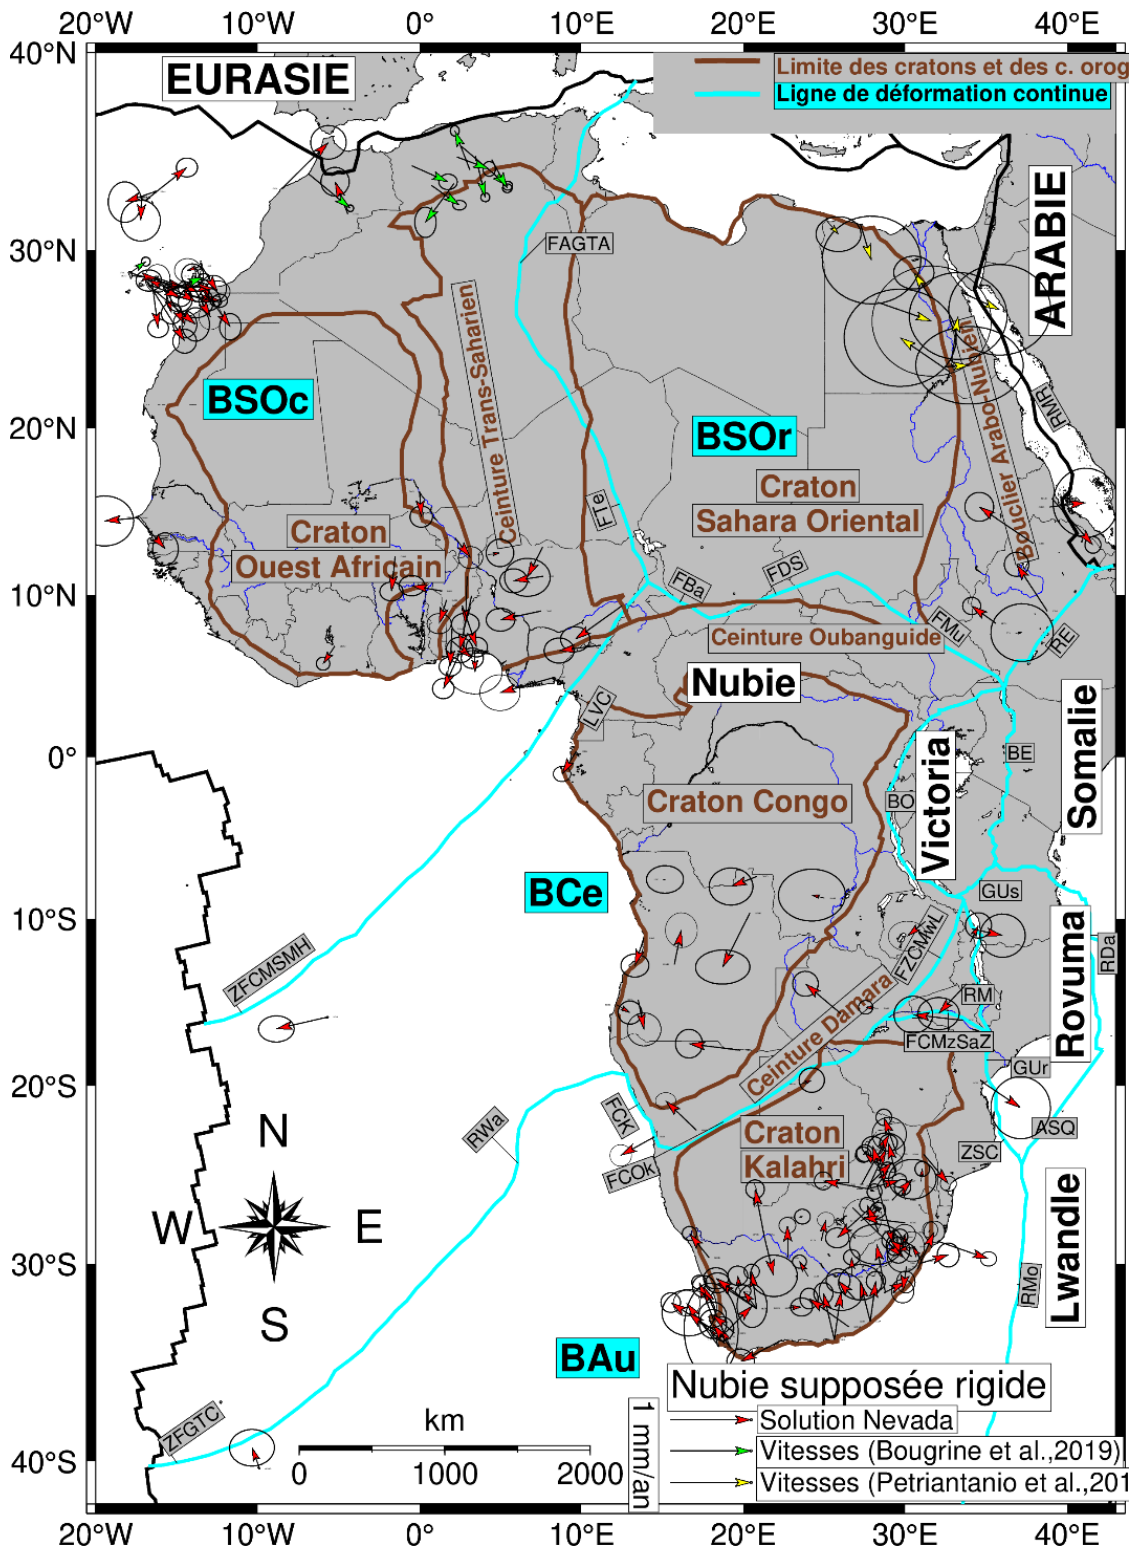 20°W 10°W 0° 10°E 20°E 30°E 40°E
40°N
EURASIE
Limite des cratons et des c. orog
Ligne de déformation continue
ARABIE
30°N
FAGTA
Ceinture Trans-Saharien
BSOc
BSOr
Bouclier Arabo-Nubien
RMR
20°N
Craton
Sahara Oriental
FTe
Craton
Ouest Africain
10°N
FBa
FDS
FMu
RE
Ceinture Oubanguide
Nubie
LVC
Somalie
0°
BE
Victoria
BO
Craton Congo
BCe
GUs
10°S
FZCMwL
Rovuma
RDa
ZFCMSMH
RM
Ceinture Damara
FCMzSaZ
GUr
20°S
FCK
RWa
ASQ
N
Craton
Kalahri
ZSC
FCOk
W E
Lwandle
30°S
RMo
S
BAu
Nubie supposée rigide
km
1 mm/an
Solution Nevada
ZFGTC
Vitesses (Bougrine et al.,2019)
40°S
0 1000 2000
Vitesses (Petriantanio et al.,201
20°W 10°W 0° 10°E 20°E 30°E 40°E